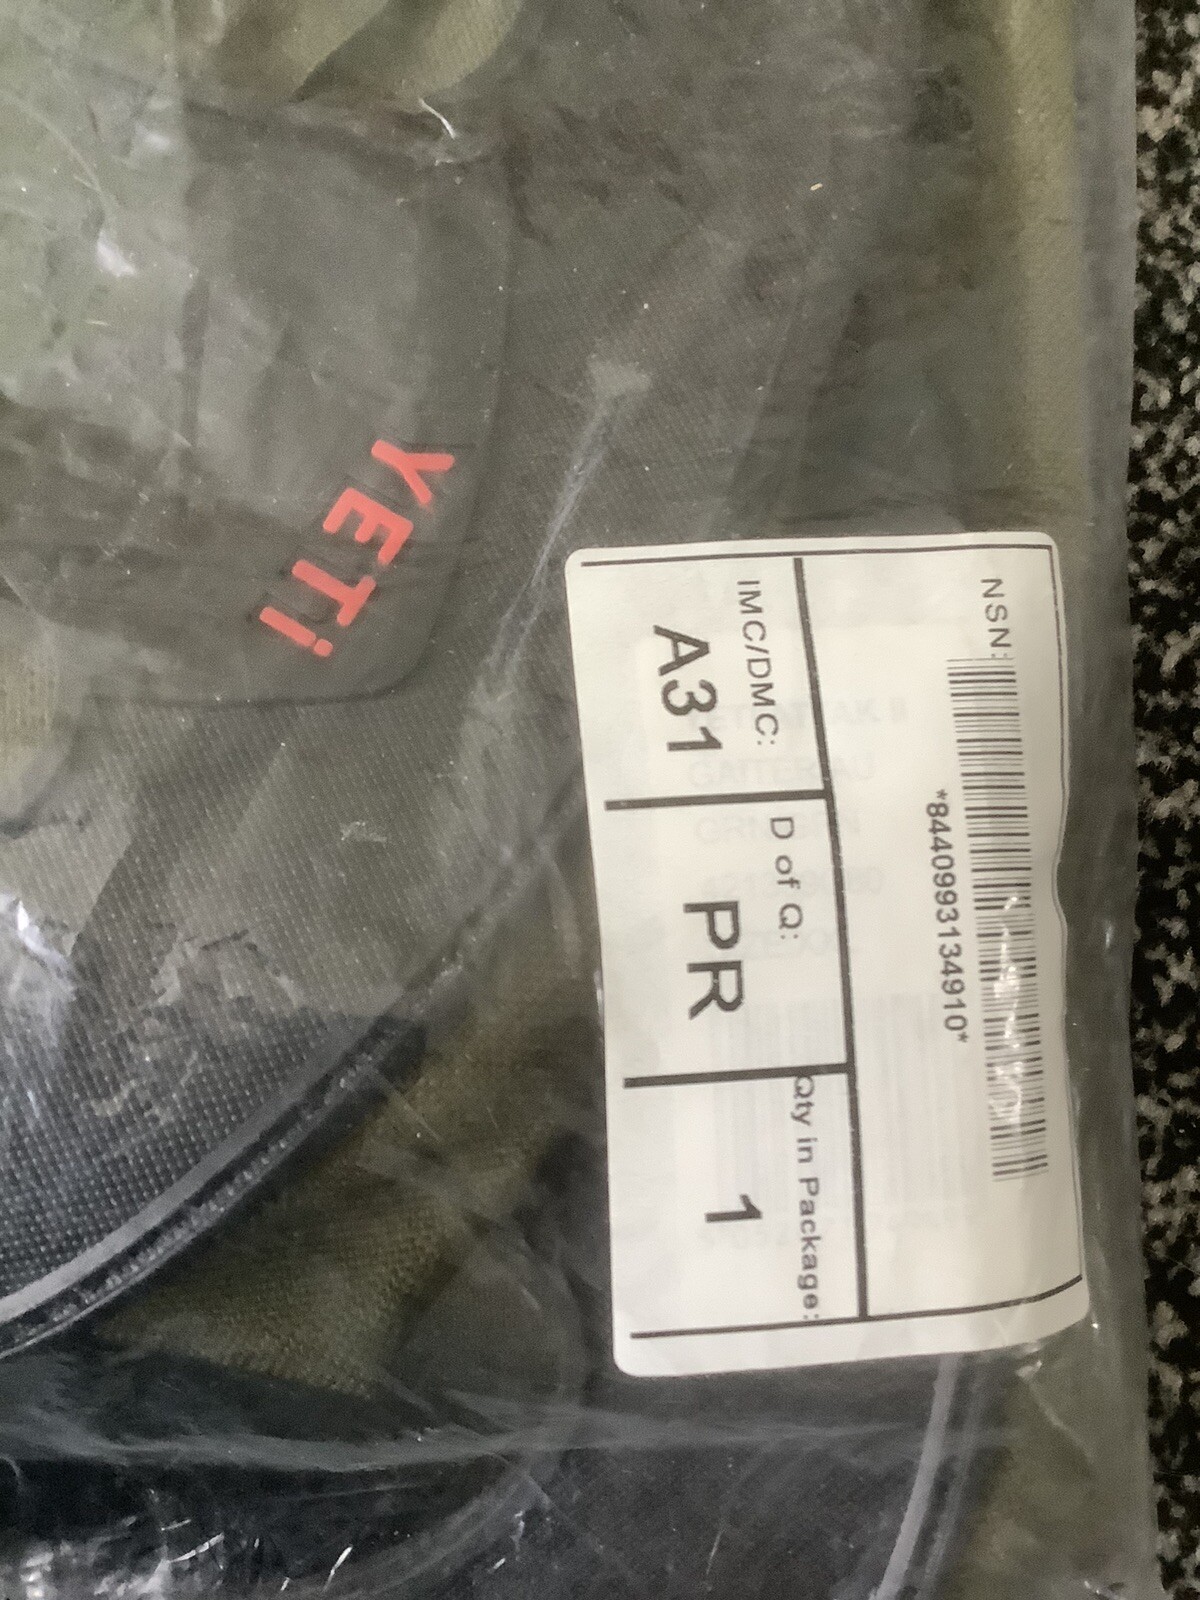 YETi
NSN:
*8440993134910*
IMC/DMC:
A31
D of Q:
PR
Qty in Package:
1